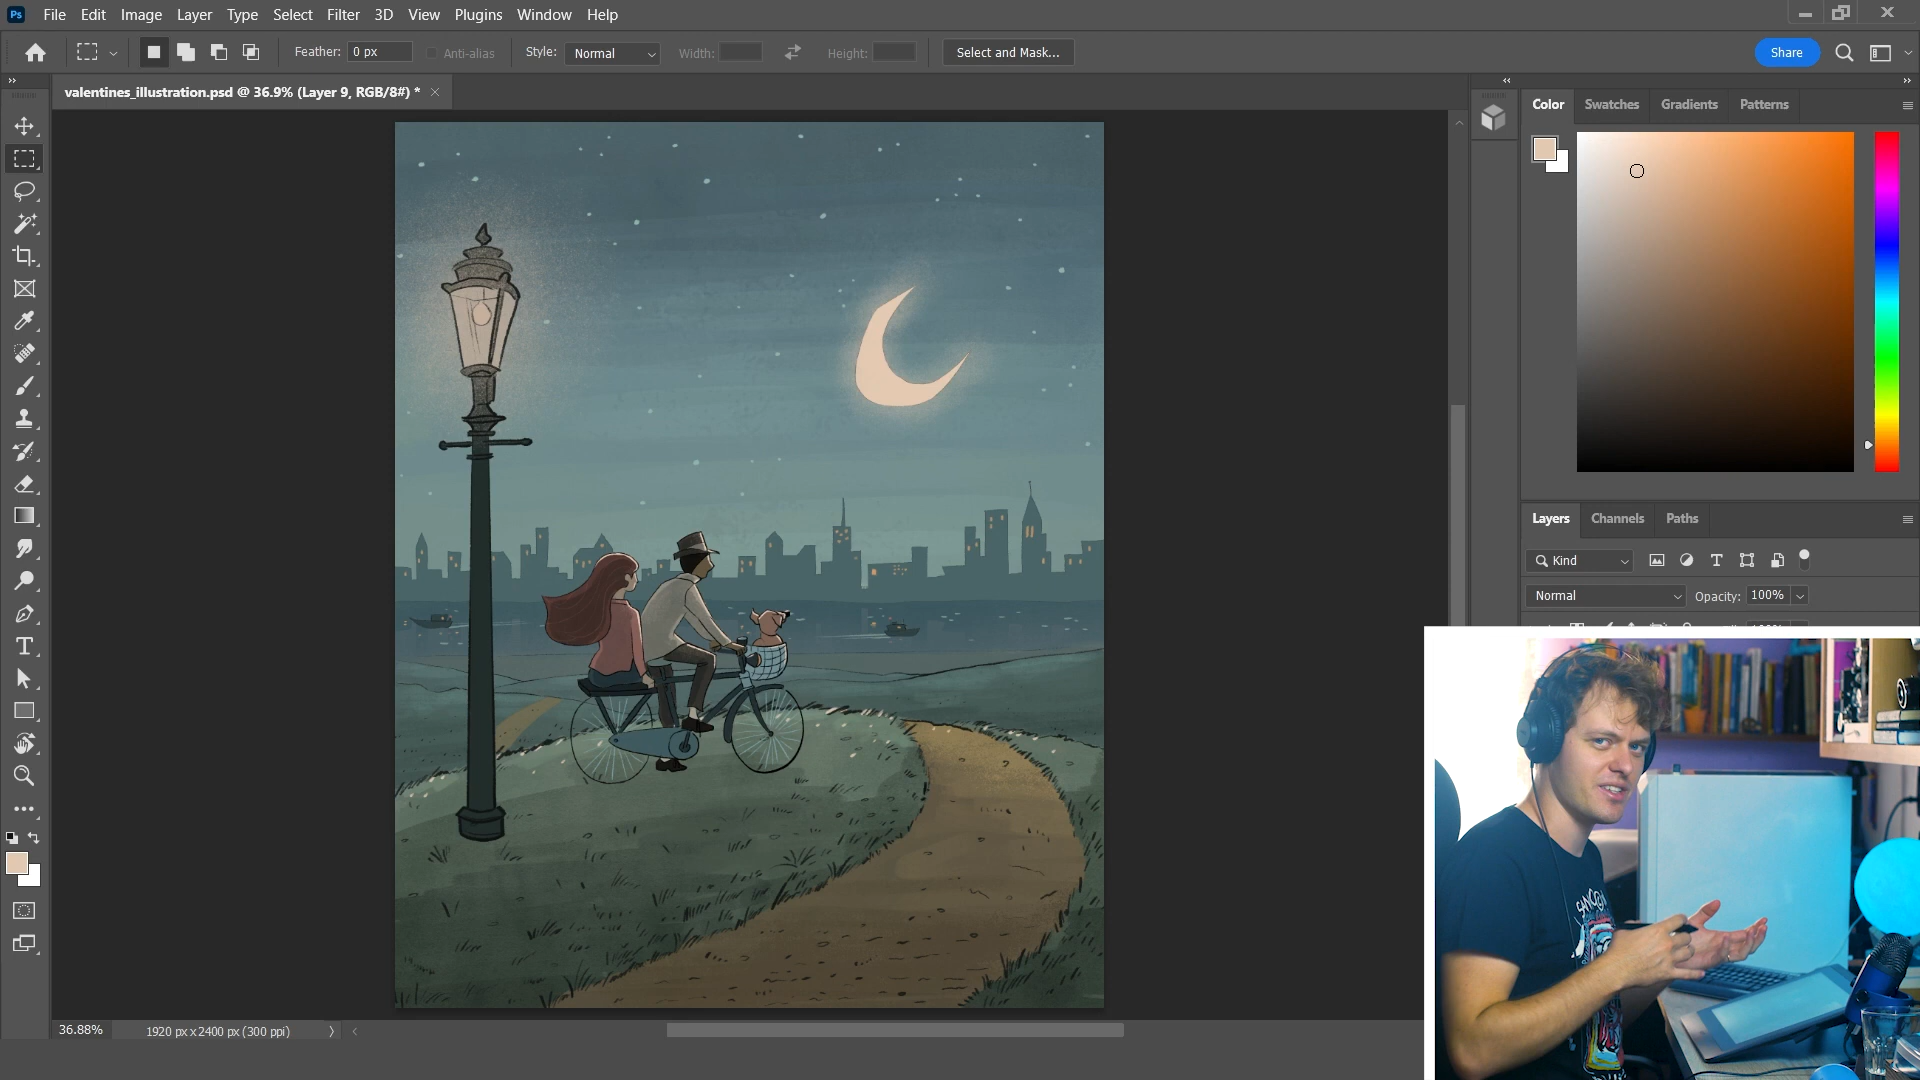 Ps File Edit Image Layer Type Select Filter 3D View Plugins Window Help
Feather: 0 px Anti-alias Style: Normal Width: Height: Select and Mask... Share
valentines_illustration.psd @ 36.9% (Layer 9, RGB/8#) *
Color Swatches Gradients Patterns
Layers Channels Paths
Kind
Normal Opacity: 100%
36.88% 1920 px x 2400 px (300 ppi)